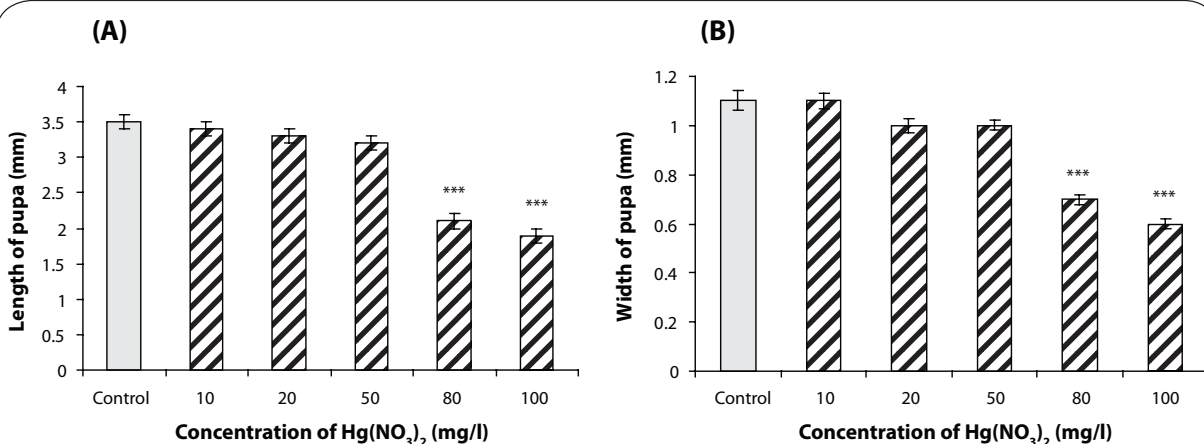 (A)
Length of pupa (mm)
4
3.5
3
2.5
2
1.5
1
0.5
0
***
***
Control 10 20 50 80 100
Concentration of Hg(NO₃)₂ (mg/l)
(B)
Width of pupa (mm)
1.2
1
0.8
0.6
0.4
0.2
0
***
***
Control 10 20 50 80 100
Concentration of Hg(NO₃)₂ (mg/l)